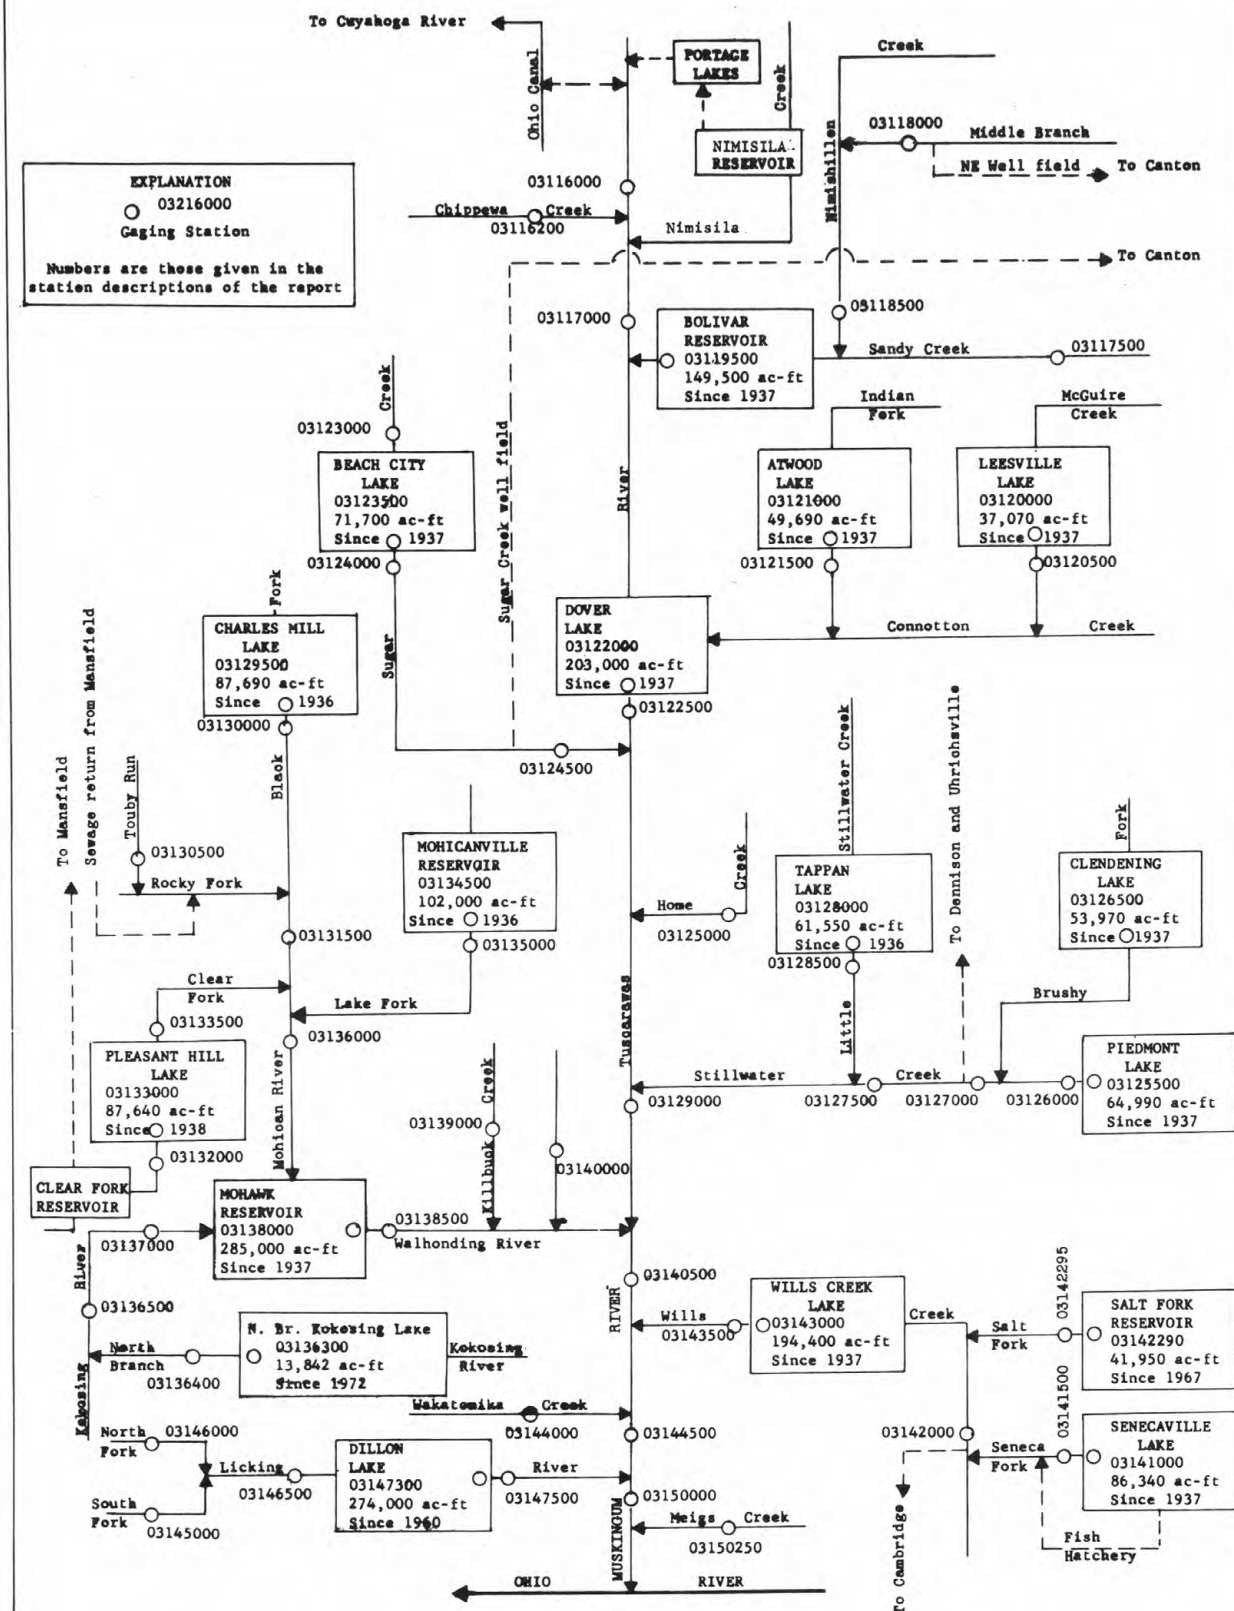 To Cuyahoga River
Ohio Canal
PORTAGE
LAKES
Creek
NIMISILA
RESERVOIR
Creek
03118000
Middle Branch
NE Well field
To Canton
Nimishillen
EXPLANATION
03216000
Gaging Station
Numbers are those given in the
station descriptions of the report
03116000
Chippewa Creek
03116200
Nimisila
To Canton
03118500
03117000
BOLIVAR
RESERVOIR
03119500
149,500 ac-ft
Since 1937
Sandy Creek
03117500
Creek
03123000
BEACH CITY
LAKE
03123500
71,700 ac-ft
Since 1937
03124000
Sugar Creek well field
River
Indian
Fork
ATWOOD
LAKE
03121000
49,690 ac-ft
Since 1937
03121500
McGuire
Creek
LEESVILLE
LAKE
03120000
37,070 ac-ft
Since 1937
03120500
Fork
CHARLES MILL
LAKE
03129500
87,690 ac-ft
Since 1936
03130000
Sugar
DOVER
LAKE
03122000
203,000 ac-ft
Since 1937
03122500
Connotton Creek
03124500
To Mansfield
Sewage return from Mansfield
Touby Run
03130500
Rocky Fork
Black
03131500
MOHICANVILLE
RESERVOIR
03134500
102,000 ac-ft
Since 1936
03135000
Creek
Home
03125000
Stillwater Creek
TAPPAN
LAKE
03128000
61,550 ac-ft
Since 1936
03128500
Little
To Dennison and Uhrichsville
Fork
CLENDENING
LAKE
03126500
53,970 ac-ft
Since 1937
Brushy
Clear
Fork
03133500
Lake Fork
03136000
PLEASANT HILL
LAKE
03133000
87,640 ac-ft
Since 1938
03132000
CLEAR FORK
RESERVOIR
Mohican River
Tuscarawas
Stillwater Creek
03129000
03127500
03127000
03126000
PIEDMONT
LAKE
03125500
64,990 ac-ft
Since 1937
Killbuck Creek
03139000
03140000
MOHAWK
RESERVOIR
03138000
285,000 ac-ft
Since 1937
03138500
Walhonding River
03137000
River
03136500
03140500
RIVER
Wills
03143500
WILLS CREEK
LAKE
03143000
194,400 ac-ft
Since 1937
Creek
Salt
Fork
03142295
SALT FORK
RESERVOIR
03142290
41,950 ac-ft
Since 1967
North
Branch
03136400
N. Br. Kokosing Lake
03136300
13,842 ac-ft
Since 1972
Kokosing
River
Kokosing
Wakatomika Creek
03144000
03144500
03142000
Seneca
Fork
03141500
SENECAVILLE
LAKE
03141000
86,340 ac-ft
Since 1937
North
Fork
03146000
Licking
03146500
South
Fork
03145000
DILLON
LAKE
03147300
274,000 ac-ft
Since 1960
River
03147500
03150000
Meigs Creek
03150250
MUSKINGUM
Fish
Hatchery
To Cambridge
OHIO RIVER